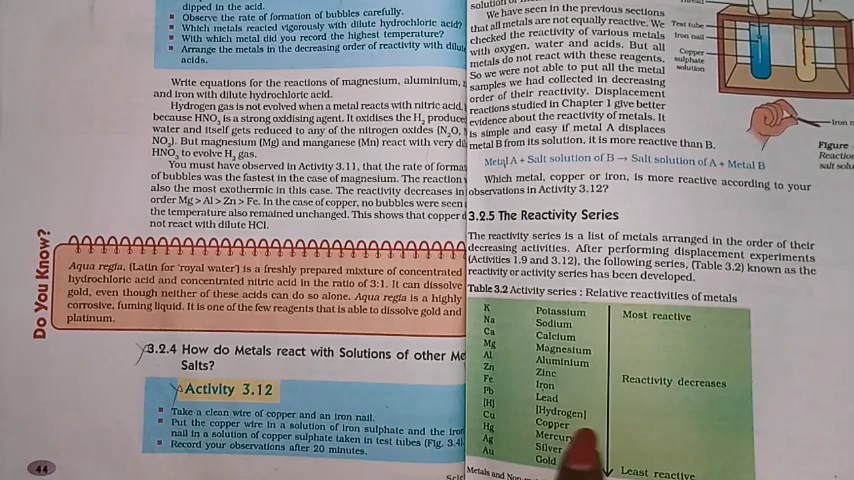 dipped in the acid.
Observe the rate of formation of bubbles carefully.
Which metals reacted vigorously with dilute hydrochloric acid?
With which metal did you record the highest temperature?
Arrange the metals in the decreasing order of reactivity with dilute
acids.
Write equations for the reactions of magnesium, aluminium,
and iron with dilute hydrochloric acid.
Hydrogen gas is not evolved when a metal reacts with nitric acid.
because HNO3 is a strong oxidising agent. It oxidises the H2 produce
water and itself gets reduced to any of the nitrogen oxides (N2O,
NO2). But magnesium (Mg) and manganese (Mn) react with very di
HNO3 to evolve H2 gas.
You must have observed in Activity 3.11, that the rate of forma
of bubbles was the fastest in the case of magnesium. The reaction
also the most exothermic in this case. The reactivity decreases in
order Mg > Al > Zn > Fe. In the case of copper, no bubbles were seen
the temperature also remained unchanged. This shows that copper d
not react with dilute HCl.
Do You Know?
Aqua regia, (Latin for 'royal water') is a freshly prepared mixture of concentrated
hydrochloric acid and concentrated nitric acid in the ratio of 3:1. It can dissolve
gold, even though neither of these acids can do so alone. Aqua regia is a highly
corrosive, fuming liquid. It is one of the few reagents that is able to dissolve gold and
platinum.
3.2.4 How do Metals react with Solutions of other Me
Salts?
Activity 3.12
Take a clean wire of copper and an iron nail.
Put the copper wire in a solution of iron sulphate and the iron
nail in a solution of copper sulphate taken in test tubes (Fig. 3.4).
Record your observations after 20 minutes.
44
solution of
We have seen in the previous sections
that all metals are not equally reactive. We
checked the reactivity of various metals
with oxygen, water and acids. But all
metals do not react with these reagents.
So we were not able to put all the metal
samples we had collected in decreasing
order of their reactivity. Displacement
reactions studied in Chapter 1 give better
evidence about the reactivity of metals. It
is simple and easy if metal A displaces
metal B from its solution, it is more reactive than B.
Metal A + Salt solution of B → Salt solution of A + Metal B
Which metal, copper or iron, is more reactive according to your
observations in Activity 3.12?
3.2.5 The Reactivity Series
The reactivity series is a list of metals arranged in the order of their
decreasing activities. After performing displacement experiments
(Activities 1.9 and 3.12), the following series, (Table 3.2) known as the
reactivity or activity series has been developed.
Table 3.2 Activity series : Relative reactivities of metals
K Potassium Most reactive
Na Sodium
Ca Calcium
Mg Magnesium
Al Aluminium
Zn Zinc Reactivity decreases
Fe Iron
Pb Lead
[H] [Hydrogen]
Cu Copper
Hg Mercury
Ag Silver
Au Gold Least reactive
Metals and Non
Test tube
Iron nail
Copper
sulphate
solution
Iron
Figure
Reaction
salt solu